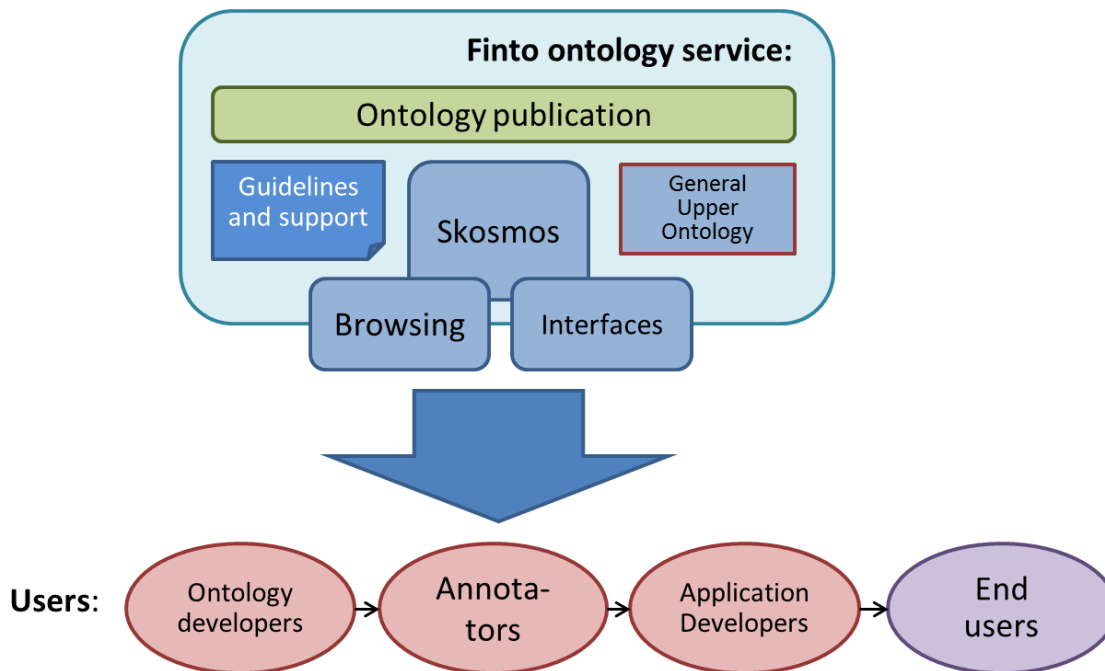 Finto ontology service:
Ontology publication
Guidelines
and support
Skosmos
General
Upper
Ontology
Browsing
Interfaces
Users:
Ontology
developers
Annota-
tors
Application
Developers
End
users